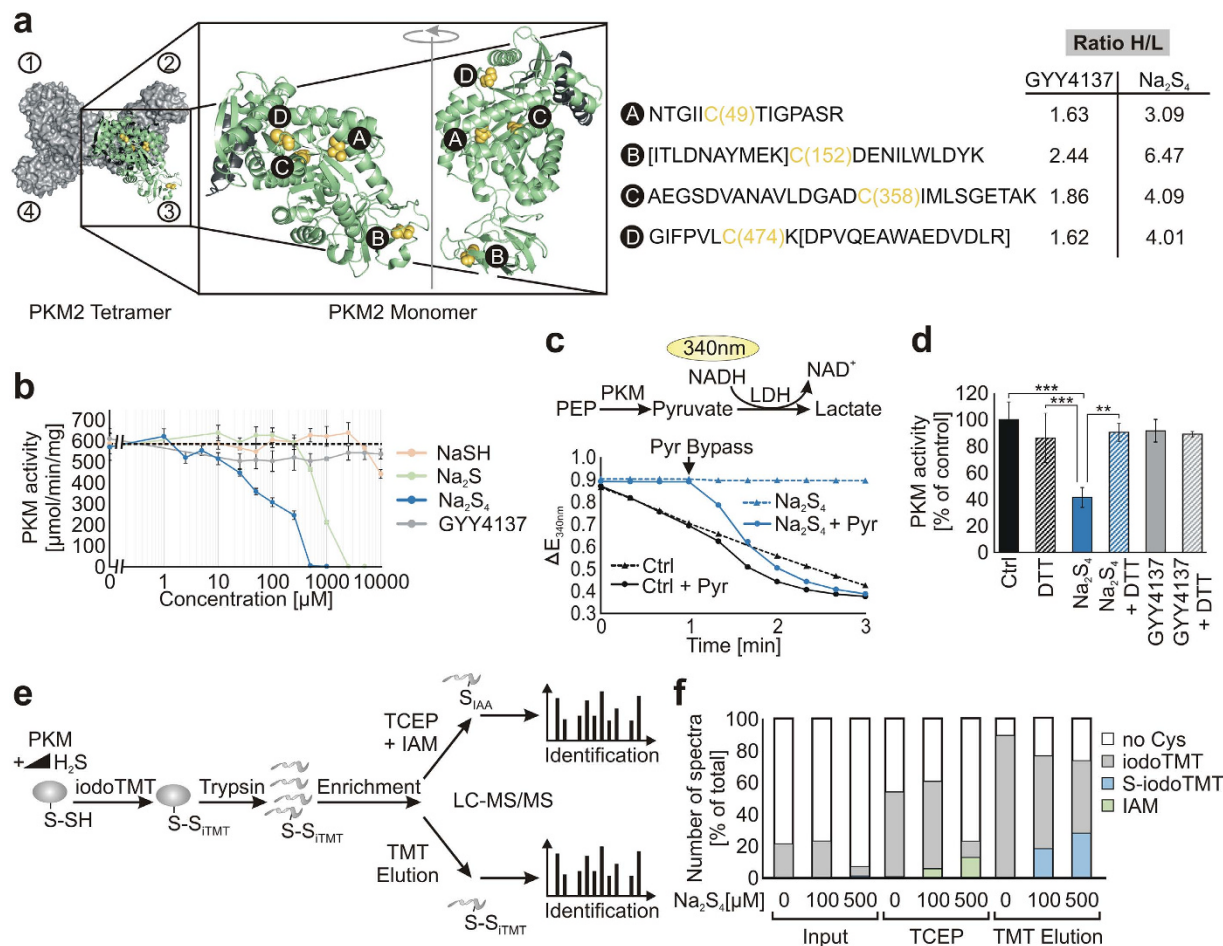 a
① ② ③ ④
PKM2 Tetramer
D A C B
D A C B
PKM2 Monomer
Ratio H/L
GYY4137 Na₂S₄
A NTGIIC(49)TIGPASR 1.63 3.09
B [ITLDNAYMEK]C(152)DENILWLDYK 2.44 6.47
C AEGSDVANAVLDGADC(358)IMLSGETAK 1.86 4.09
D GIFPVLC(474)K[DPVQEAWAEDVDLR] 1.62 4.01
b
PKM activity
[µmol/min/mg]
700
600
500
400
300
200
100
0
0 1 10 100 1000 10000
Concentration [µM]
NaSH
Na₂S
Na₂S₄
GYY4137
c
340nm
NADH NAD⁺
LDH
PEP PKM Pyruvate Lactate
Pyr Bypass
ΔE₃₄₀ₙₘ
0.9
0.8
0.7
0.6
0.5
0.4
0.3
Na₂S₄
Na₂S₄ + Pyr
Ctrl
Ctrl + Pyr
0 1 2 3
Time [min]
d
PKM activity
[% of control]
120
100
80
60
40
20
0
***
*** **
Ctrl
DTT
Na₂S₄
Na₂S₄
+ DTT
GYY4137
GYY4137
+ DTT
e
PKM
+ H₂S
S-SH
iodoTMT
S-S_iTMT
Trypsin
S-S_iTMT
Enrichment
TCEP
+ IAM
S_IAA
Identification
LC-MS/MS
TMT
Elution
S-S_iTMT
Identification
f
Number of spectra
[% of total]
100
80
60
40
20
0
no Cys
iodoTMT
S-iodoTMT
IAM
Na₂S₄[µM] 0 100 500 0 100 500 0 100 500
Input TCEP TMT Elution